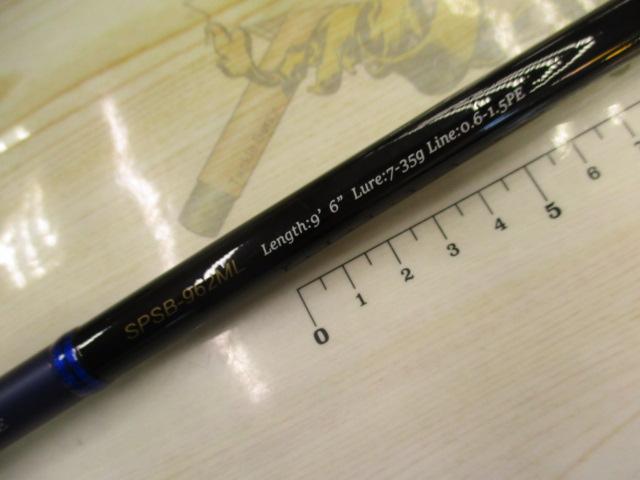 SPSB-962ML Length:9' 6" Lure:7-35g Line:0.6-1.5PE
0 1 2 3 4 5 6